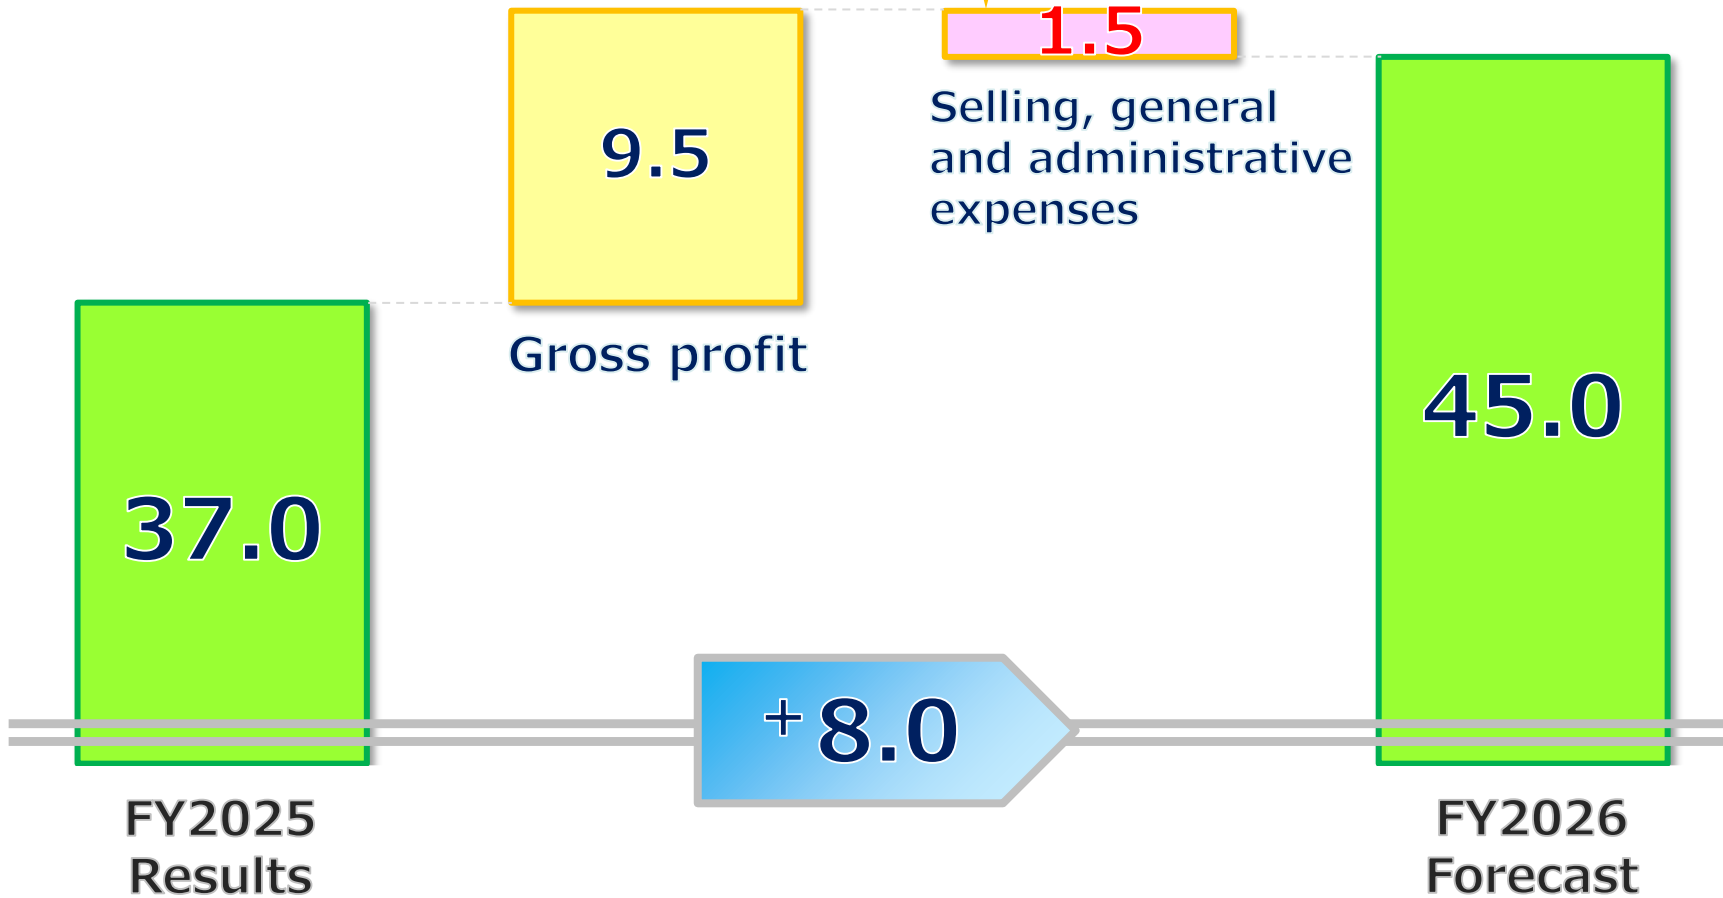 1.5
Selling, general
and administrative
expenses
9.5
Gross profit
45.0
37.0
+8.0
FY2025
Results
FY2026
Forecast